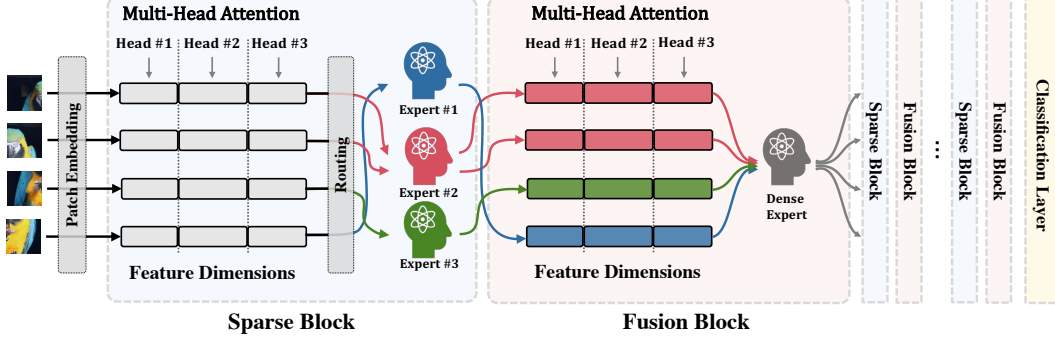 Multi-Head Attention
Head #1 Head #2 Head #3
Patch Embedding
Routing
Feature Dimensions
Expert #1
Expert #2
Expert #3
Sparse Block
Multi-Head Attention
Head #1 Head #2 Head #3
Feature Dimensions
Dense
Expert
Fusion Block
Sparse Block
Fusion Block
...
Sparse Block
Fusion Block
Classification Layer